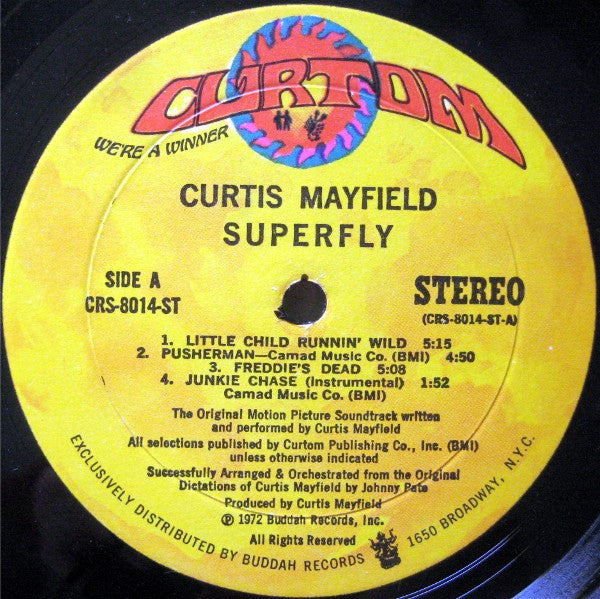 CURTOM
WE'RE A WINNER
CURTIS MAYFIELD
SUPERFLY
SIDE A
CRS-8014-ST
STEREO
(CRS-8014-ST-A)
1. LITTLE CHILD RUNNIN' WILD 5:15
2. PUSHERMAN—Camad Music Co. (BMI) 4:50
3. FREDDIE'S DEAD 5:08
4. JUNKIE CHASE (Instrumental) 1:52
Camad Music Co. (BMI)
The Original Motion Picture Soundtrack written
and performed by Curtis Mayfield
All selections published by Curtom Publishing Co., Inc. (BMI)
unless otherwise indicated
Successfully Arranged & Orchestrated from the Original
Dictations of Curtis Mayfield by Johnny Pate
Produced by Curtis Mayfield
℗ 1972 Buddah Records, Inc.
All Rights Reserved
EXCLUSIVELY DISTRIBUTED BY BUDDAH RECORDS 1650 BROADWAY, N.Y.C.